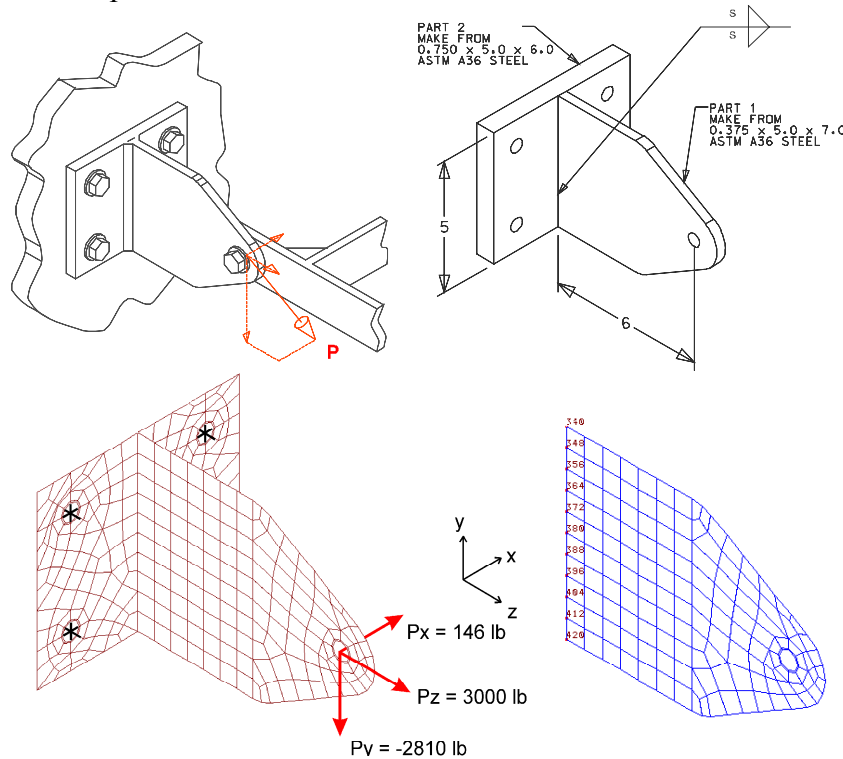 PART 2
MAKE FROM
0.750 x 5.0 x 6.0
ASTM A36 STEEL
s
s
PART 1
MAKE FROM
0.375 x 5.0 x 7.0
ASTM A36 STEEL
5
6
P
340
348
356
364
372
380
388
396
404
412
420
y
x
z
Px = 146 lb
Pz = 3000 lb
Py = -2810 lb